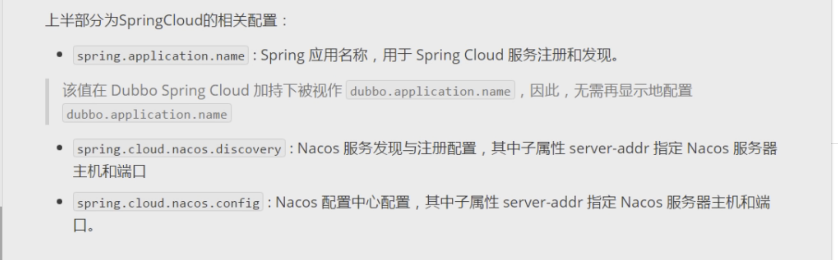 上半部分为SpringCloud的相关配置：
spring.application.name : Spring 应用名称，用于 Spring Cloud 服务注册和发现。
该值在 Dubbo Spring Cloud 加持下被视作 dubbo.application.name ，因此，无需再显示地配置
dubbo.application.name
spring.cloud.nacos.discovery : Nacos 服务发现与注册配置，其中子属性 server-addr 指定 Nacos 服务器
主机和端口
spring.cloud.nacos.config : Nacos 配置中心配置，其中子属性 server-addr 指定 Nacos 服务器主机和端
口。